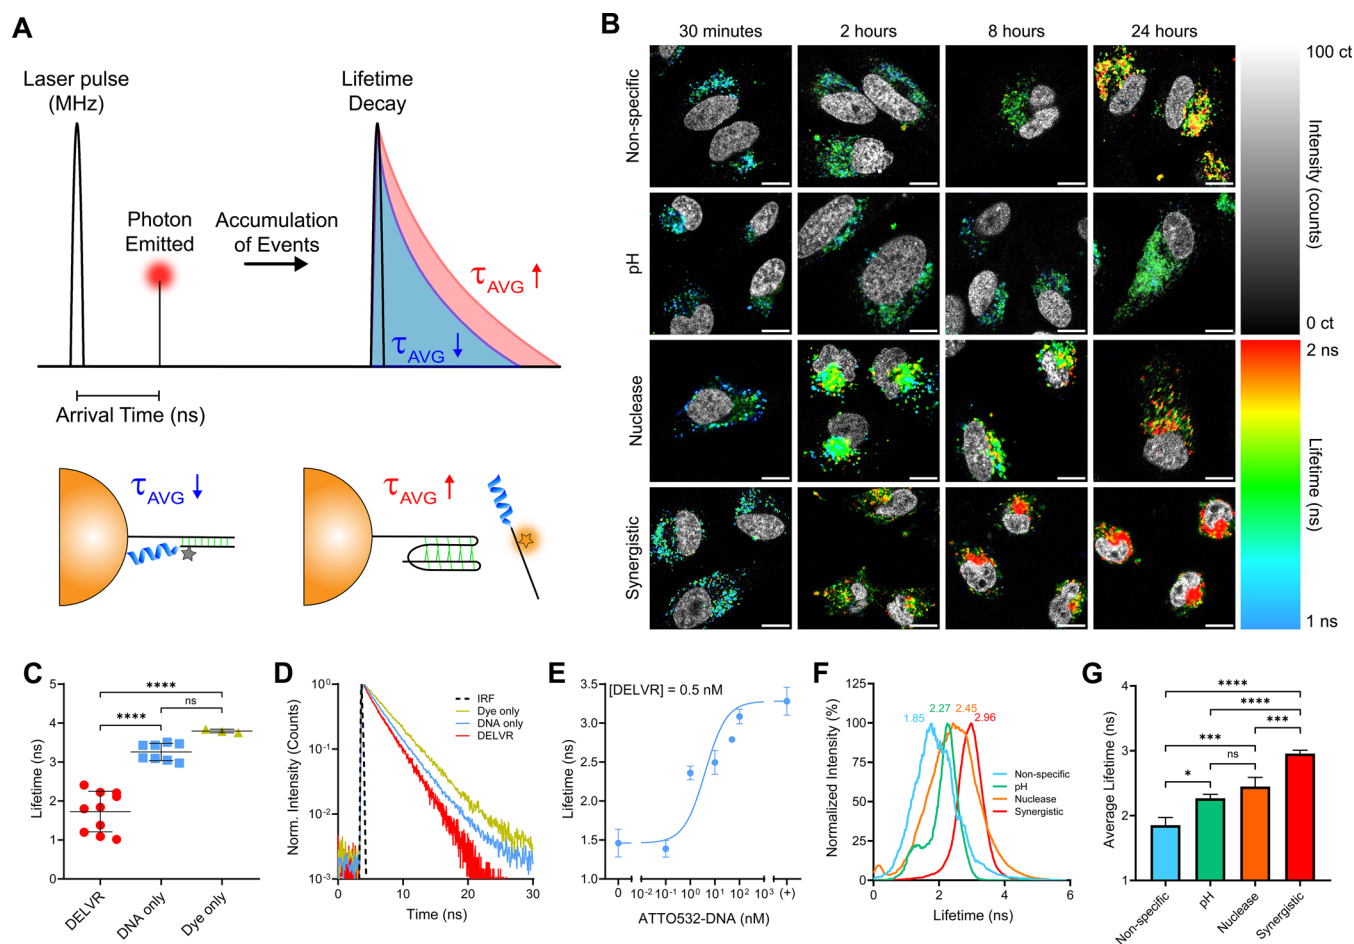 A
Laser pulse
(MHz)
Lifetime
Decay
Photon
Emitted
Accumulation
of Events
τAVG ↑
τAVG ↓
Arrival Time (ns)
τAVG ↓
τAVG ↑
B
30 minutes
2 hours
8 hours
24 hours
Non-specific
pH
Nuclease
Synergistic
100 ct
Intensity (counts)
0 ct
2 ns
Lifetime (ns)
1 ns
C
Lifetime (ns)
5
4
3
2
1
0
****
****
ns
DELVR
DNA only
Dye only
D
Norm. Intensity (Counts)
10⁰
10⁻¹
10⁻²
10⁻³
IRF
Dye only
DNA only
DELVR
0
10
20
30
Time (ns)
E
Lifetime (ns)
[DELVR] = 0.5 nM
3.5
3.0
2.5
2.0
1.5
1.0
0
10⁻²
10⁻¹
10⁰
10¹
10²
10³
(+)
ATTO532-DNA (nM)
F
Normalized Intensity (%)
125
100
75
50
25
0
1.85
2.27
2.45
2.96
Non-specific
pH
Nuclease
Synergistic
0
2
4
6
Lifetime (ns)
G
Average Lifetime (ns)
4
3
2
1
****
****
***
***
ns
*
Non-specific
pH
Nuclease
Synergistic